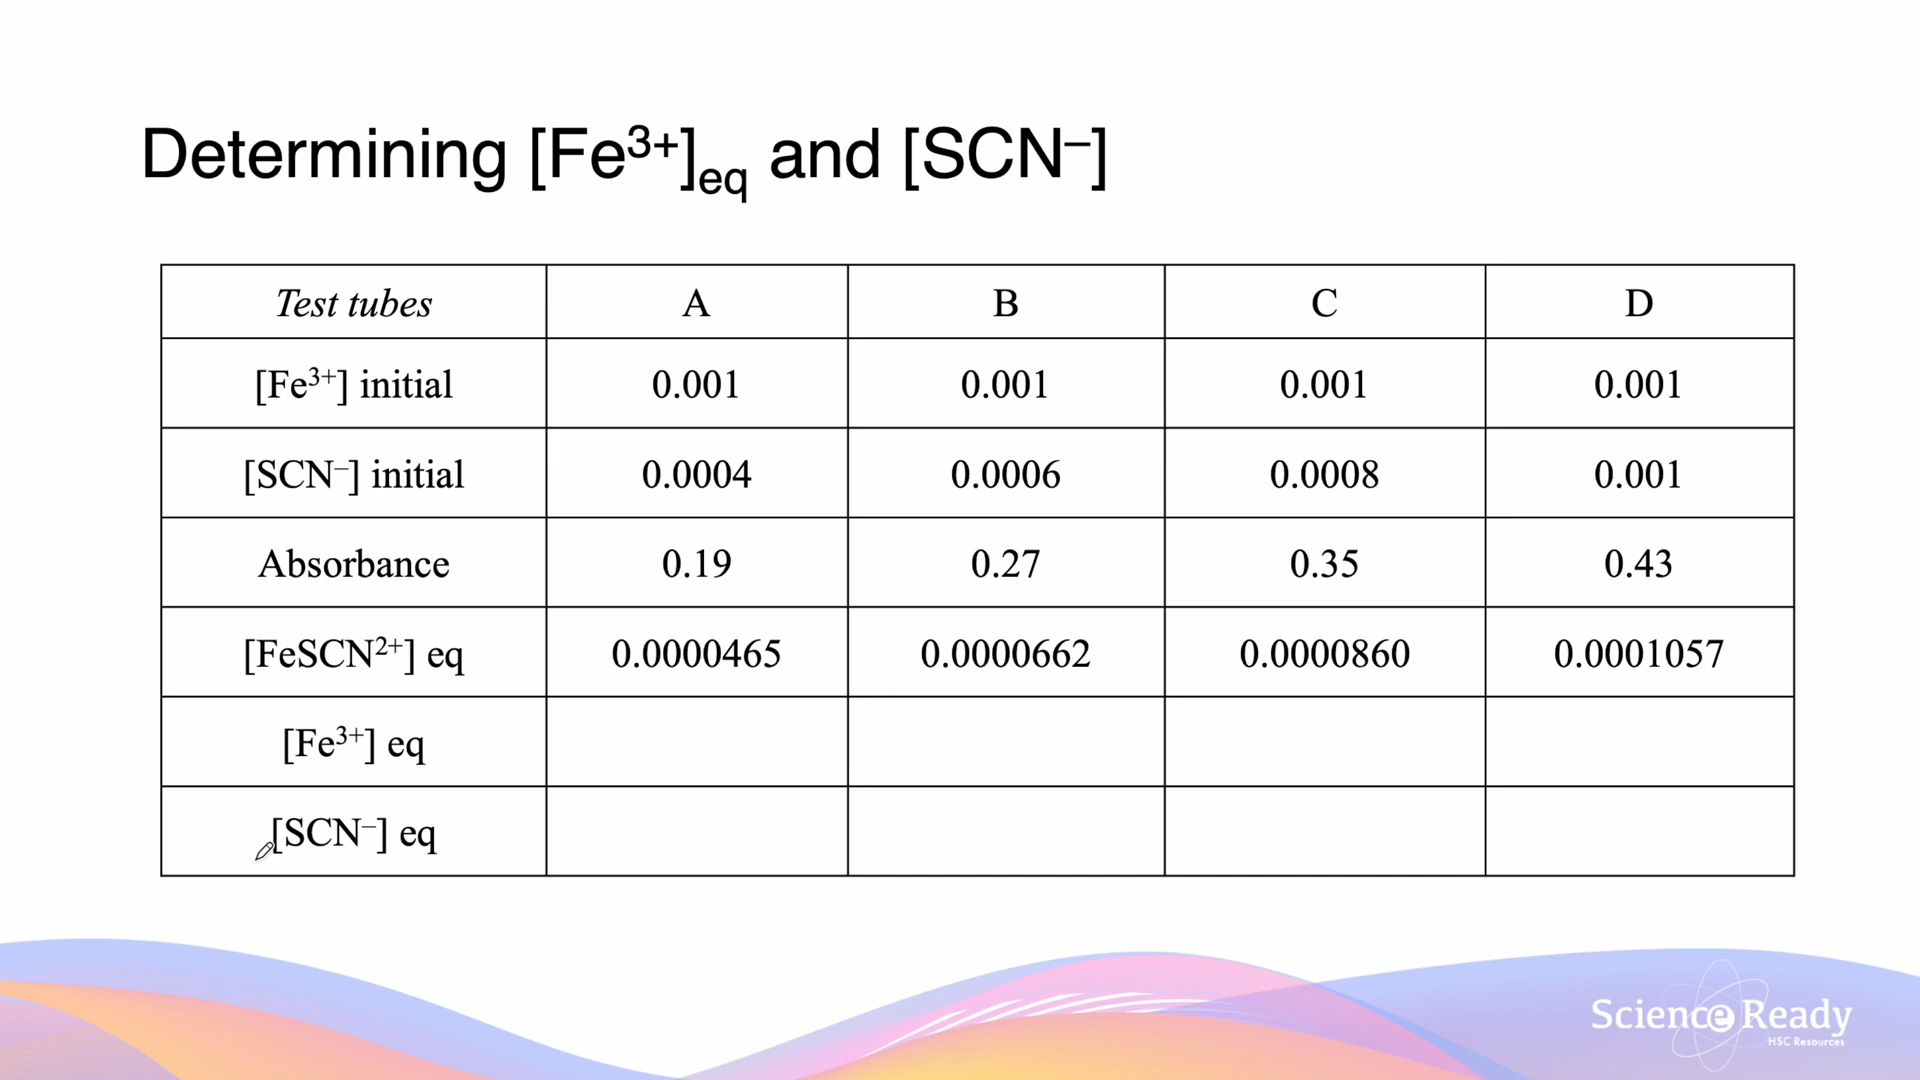 Determining [Fe³⁺]eq and [SCN⁻]
Test tubes A B C D
[Fe³⁺] initial 0.001 0.001 0.001 0.001
[SCN⁻] initial 0.0004 0.0006 0.0008 0.001
Absorbance 0.19 0.27 0.35 0.43
[FeSCN²⁺] eq 0.0000465 0.0000662 0.0000860 0.0001057
[Fe³⁺] eq
[SCN⁻] eq
Science Ready
HSC Resources